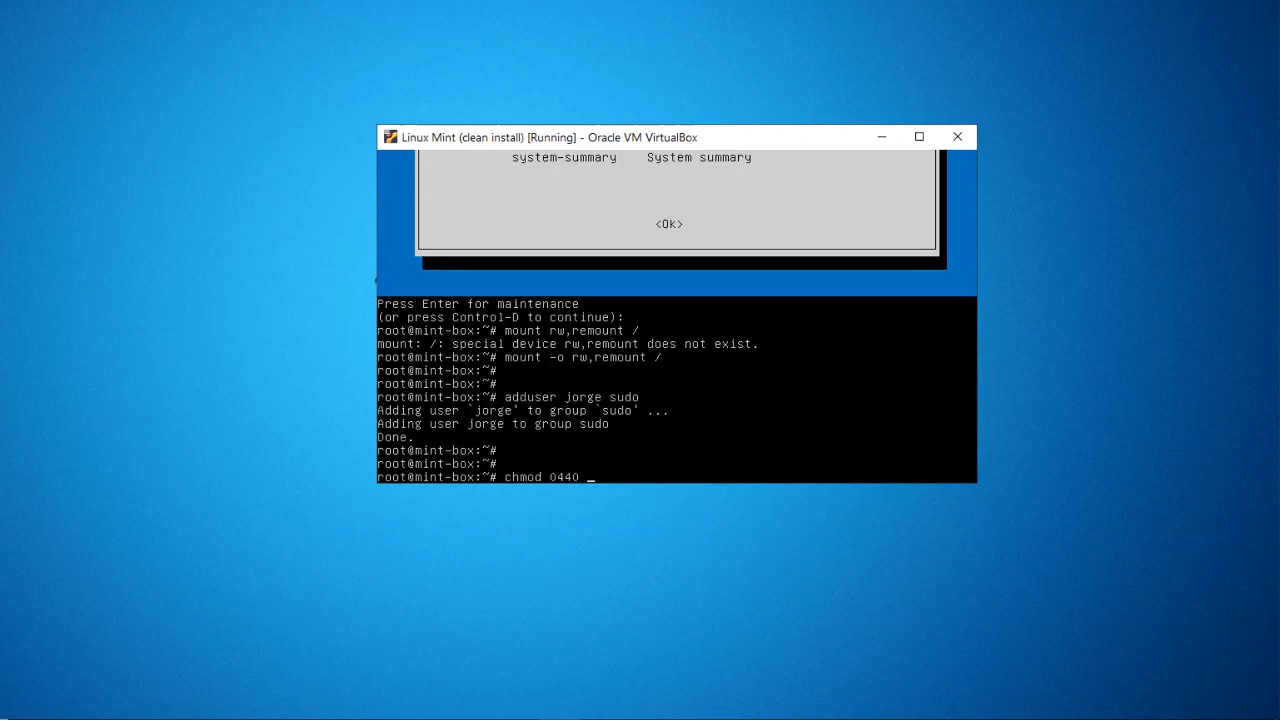 Linux Mint (clean install) [Running] - Oracle VM VirtualBox
system-summary    System summary
<Ok>
Press Enter for maintenance
(or press Control-D to continue):
root@mint-box:~# mount rw,remount /
mount: /: special device rw,remount does not exist.
root@mint-box:~# mount -o rw,remount /
root@mint-box:~#
root@mint-box:~#
root@mint-box:~# adduser jorge sudo
Adding user `jorge' to group `sudo' ...
Adding user jorge to group sudo
Done.
root@mint-box:~#
root@mint-box:~#
root@mint-box:~# chmod 0440 _